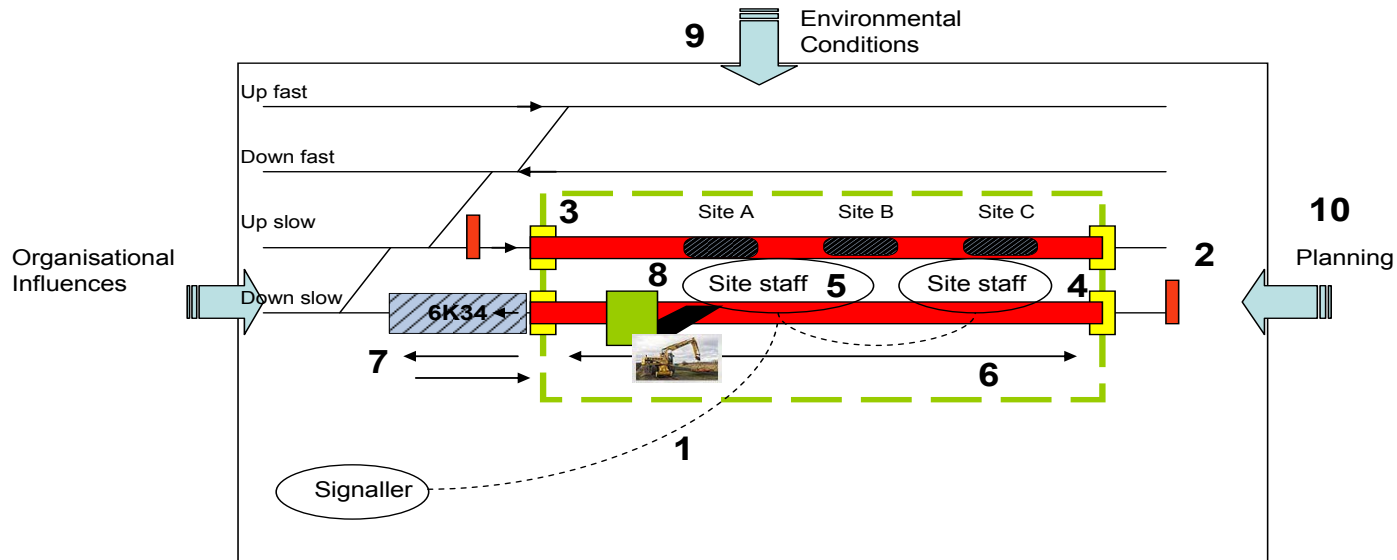 9
Environmental
Conditions
Up fast
Down fast
Up slow
3
Site A
Site B
Site C
10
Planning
2
Organisational
Influences
Down slow
8
Site staff
5
Site staff
4
6K34
7
6
1
Signaller